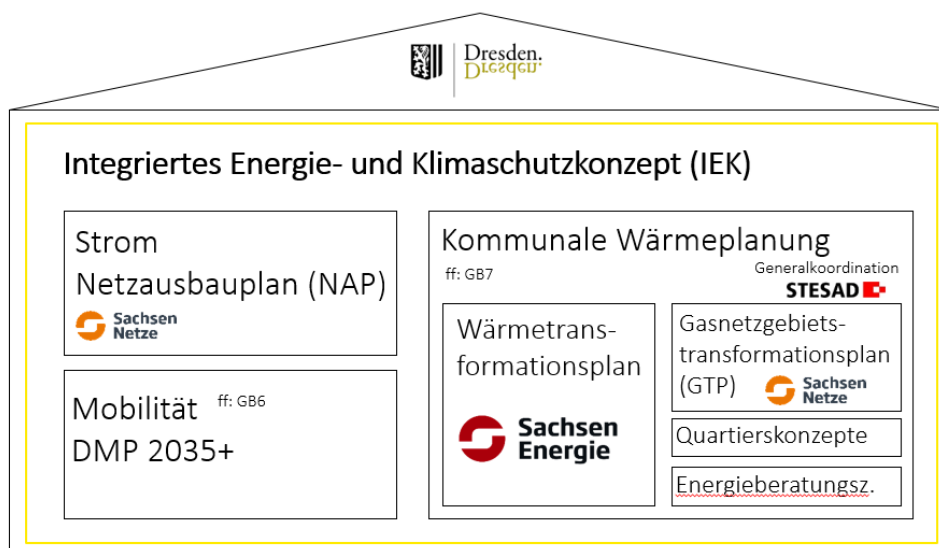 Dresden.
Dresden.
Integriertes Energie- und Klimaschutzkonzept (IEK)
Strom
Netzausbauplan (NAP)
Sachsen
Netze
Mobilität ff: GB6
DMP 2035+
Kommunale Wärmeplanung
ff: GB7
Generalkoordination
STESAD
Wärmetrans-
formationsplan
Sachsen
Energie
Gasnetzgebiets-
transformationsplan
(GTP)
Sachsen
Netze
Quartierskonzepte
Energieberatungsz.